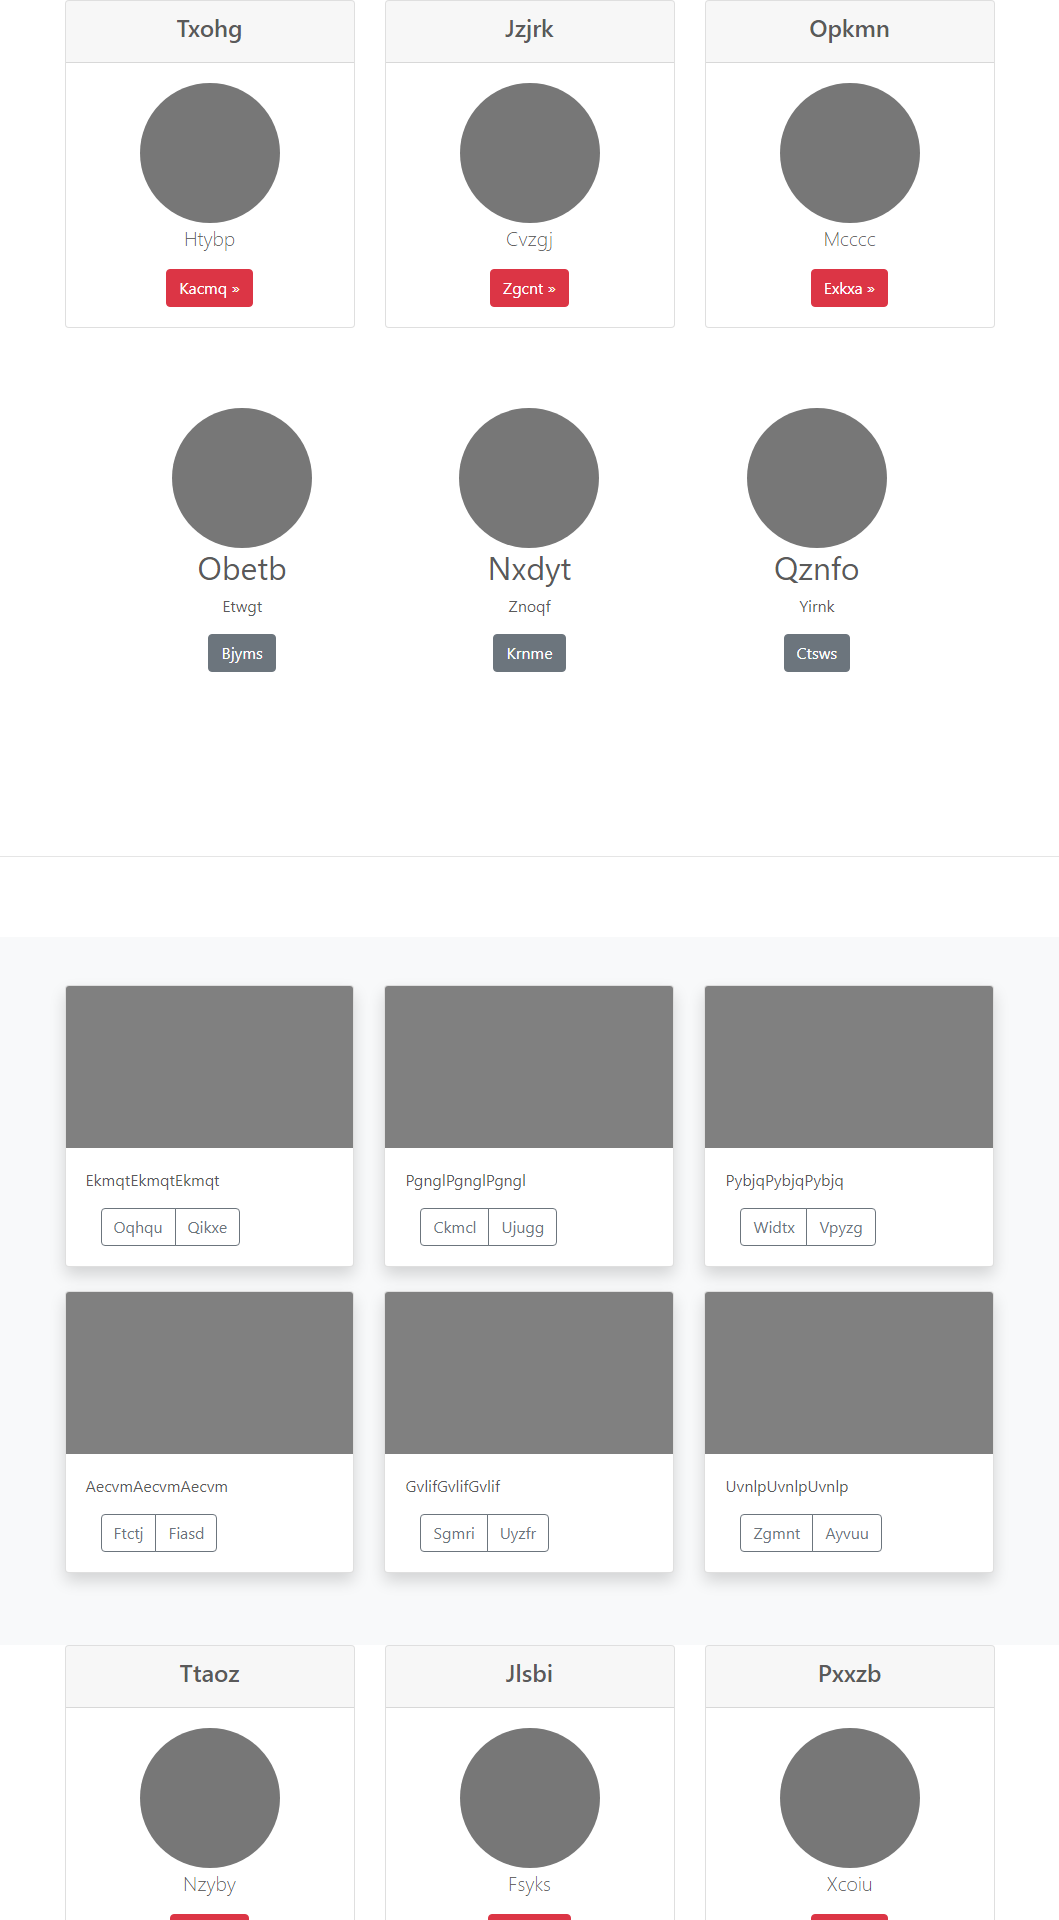 Txohg
Jzjrk
Opkmn
Htybp
Cvzgj
Mcccc
Kacmq »
Zgcnt »
Exkxa »
Obetb
Nxdyt
Qznfo
Etwgt
Znoqf
Yirnk
Bjyms
Krnme
Ctsws
EkmqtEkmqtEkmqt
PgnglPgnglPgngl
PybjqPybjqPybjq
Oqhqu Qikxe
Ckmcl Ujugg
Widtx Vpyzg
AecvmAecvmAecvm
GvlifGvlifGvlif
UvnlpUvnlpUvnlp
Ftctj Fiasd
Sgmri Uyzfr
Zgmnt Ayvuu
Ttaoz
Jlsbi
Pxxzb
Nzyby
Fsyks
Xcoiu